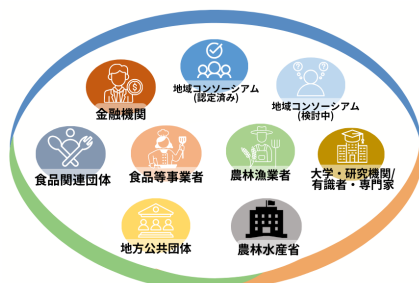 金融機関
地域コンソーシアム
(認定済み)
地域コンソーシアム
(検討中)
食品関連団体
食品等事業者
農林漁業者
大学・研究機関/
有識者・専門家
地方公共団体
農林水産省